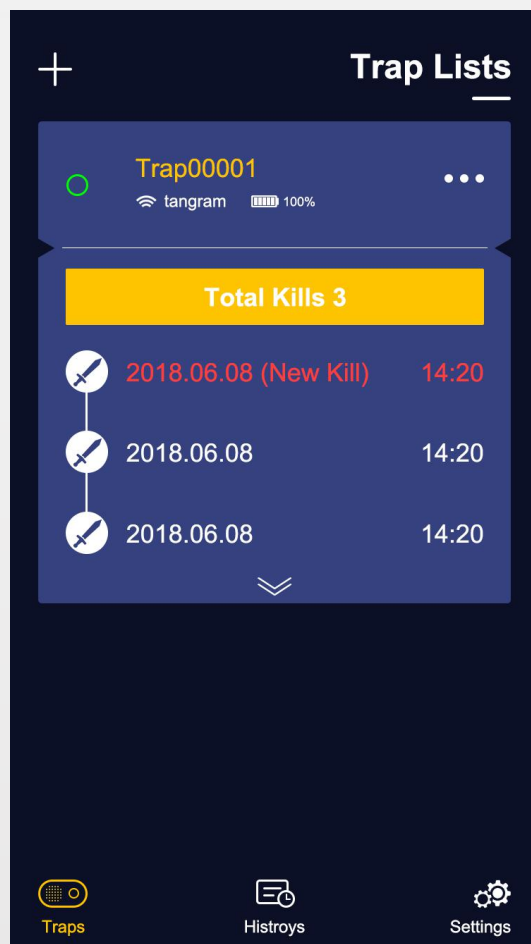 Trap Lists
Trap00001
tangram 100%
Total Kills 3
2018.06.08 (New Kill) 14:20
2018.06.08 14:20
2018.06.08 14:20
Traps Histroys Settings